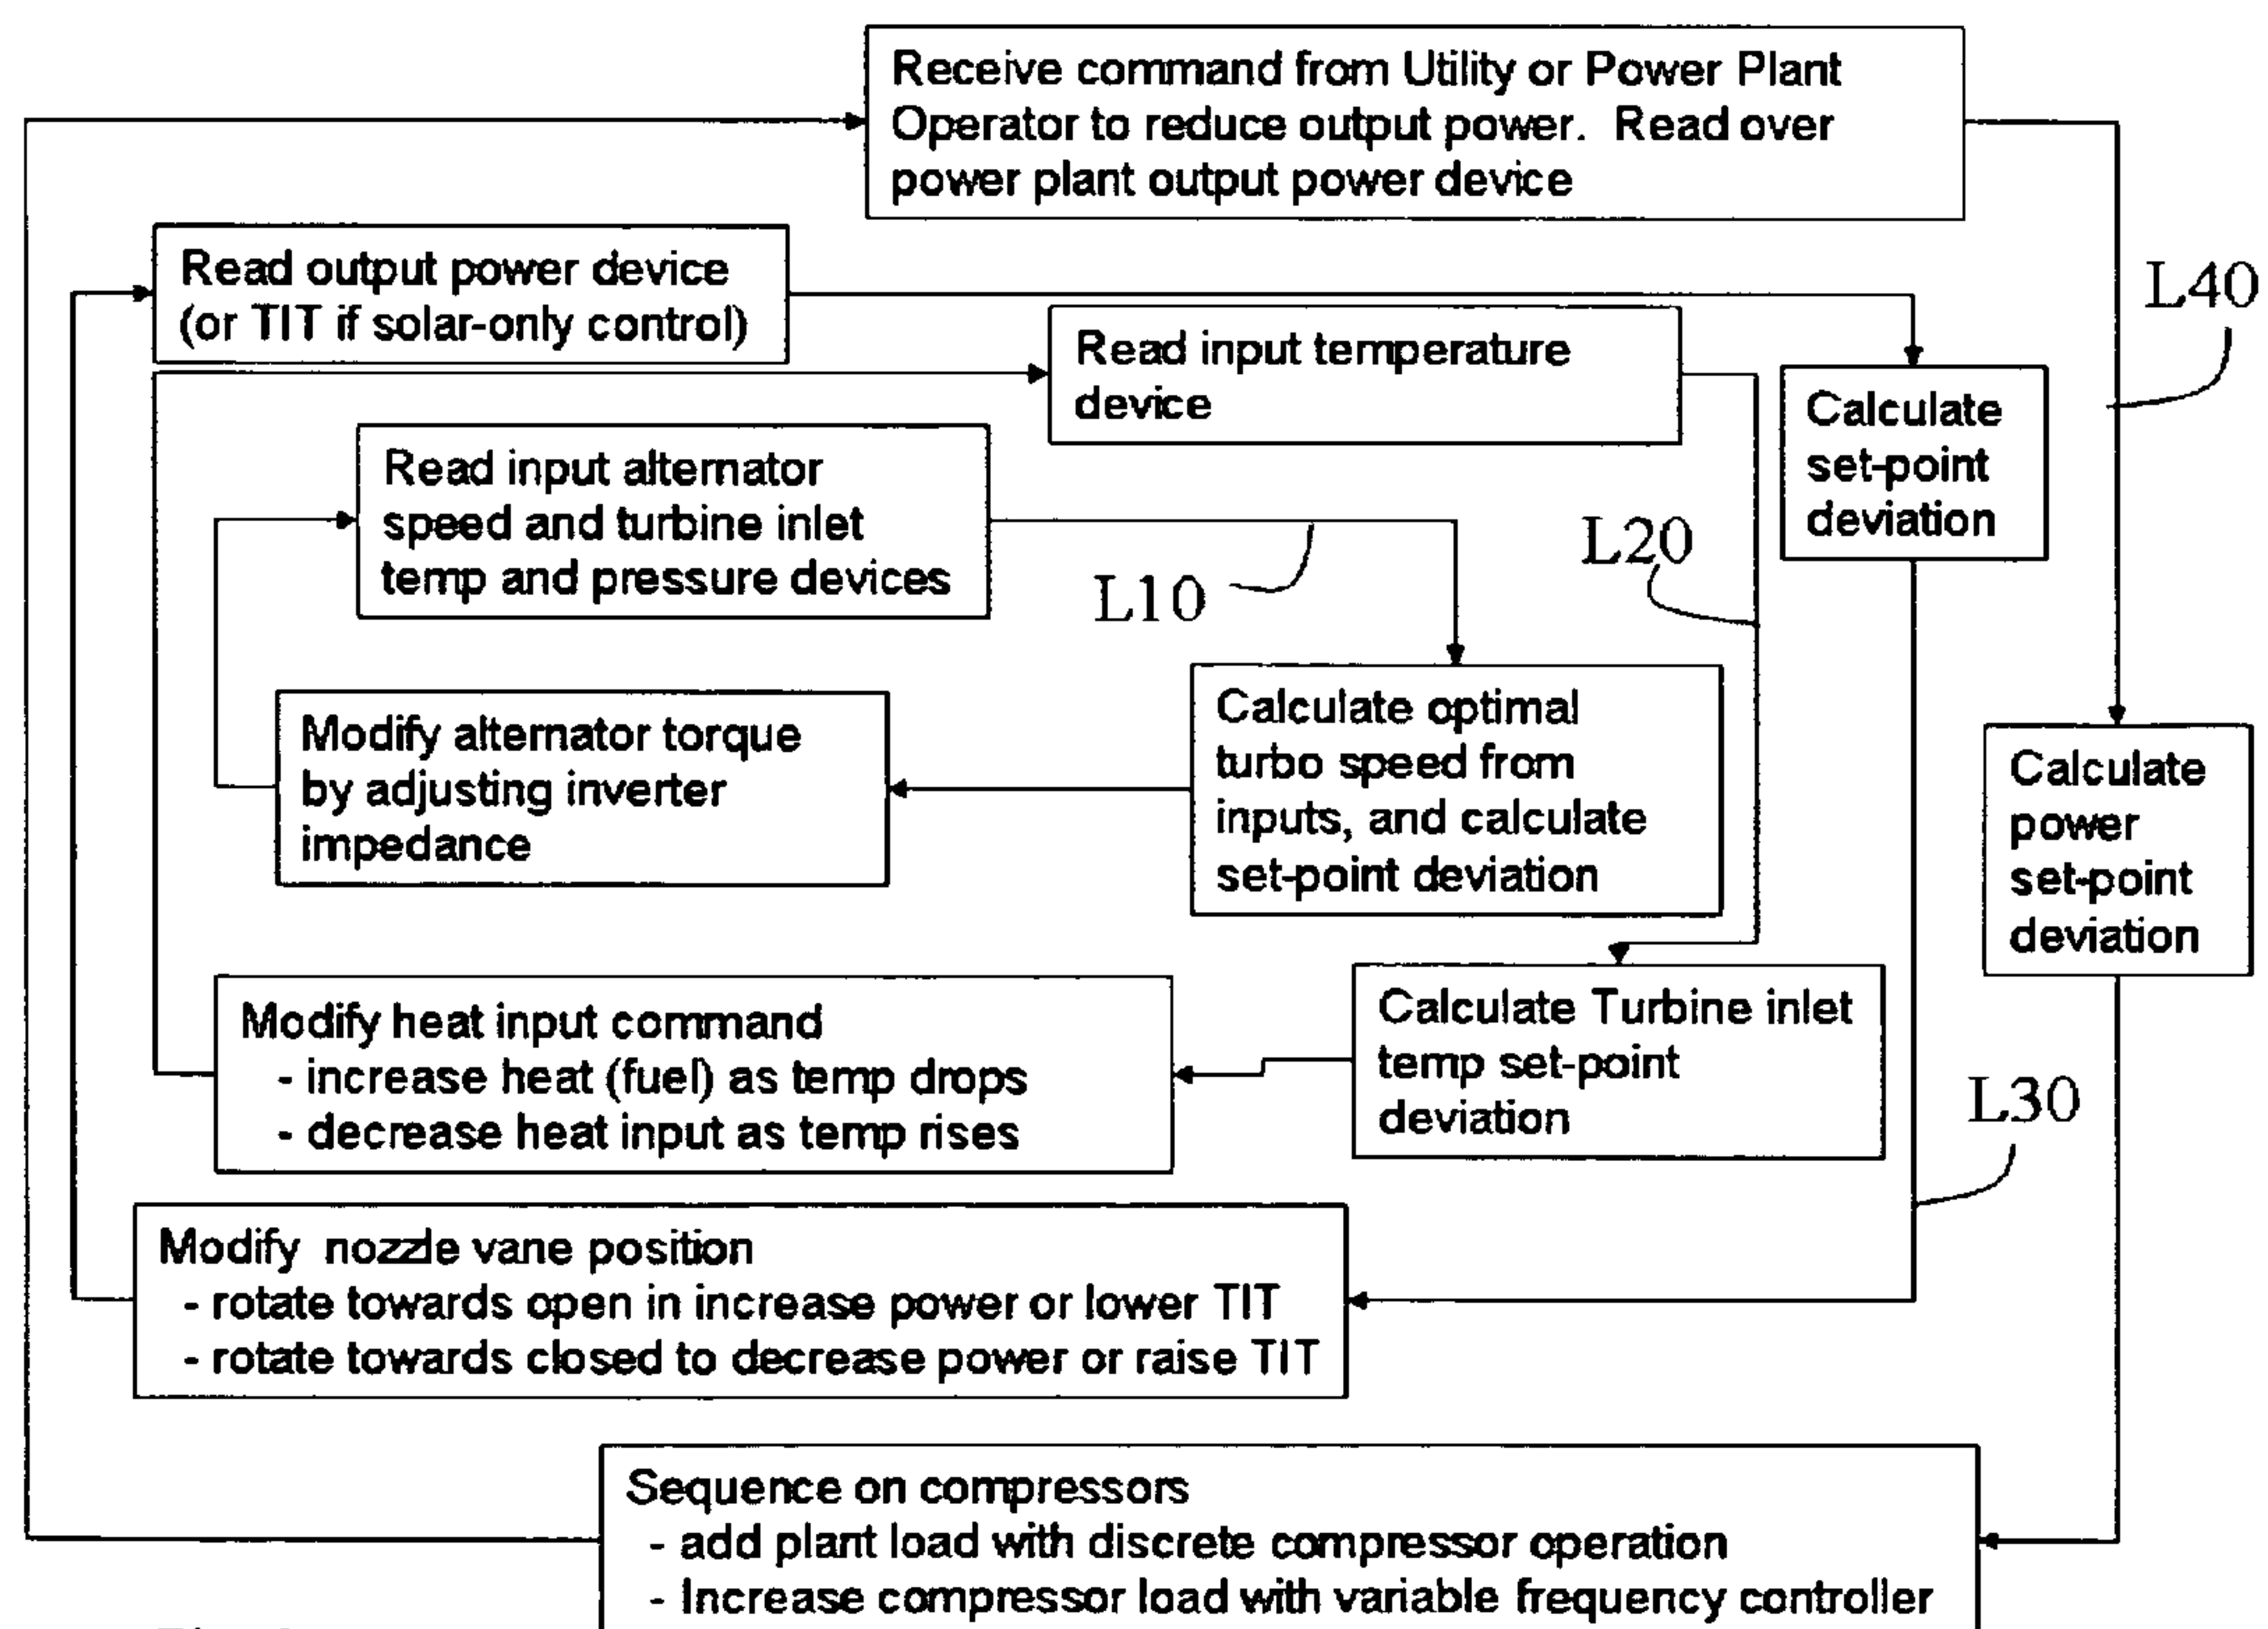 Receive command from Utility or Power Plant
Operator to reduce output power. Read over
power plant output power device
Read output power device
(or TIT if solar-only control)
L40
Read input temperature
device
Calculate
set-point
deviation
Read input alternator
speed and turbine inlet
temp and pressure devices
L20
L10
Calculate optimal
turbo speed from
inputs, and calculate
set-point deviation
Modify alternator torque
by adjusting inverter
impedance
Calculate
power
set-point
deviation
Modify heat input command
- increase heat (fuel) as temp drops
- decrease heat input as temp rises
Calculate Turbine inlet
temp set-point
deviation
L30
Modify nozzle vane position
- rotate towards open in increase power or lower TIT
- rotate towards closed to decrease power or raise TIT
Sequence on compressors
- add plant load with discrete compressor operation
- Increase compressor load with variable frequency controller